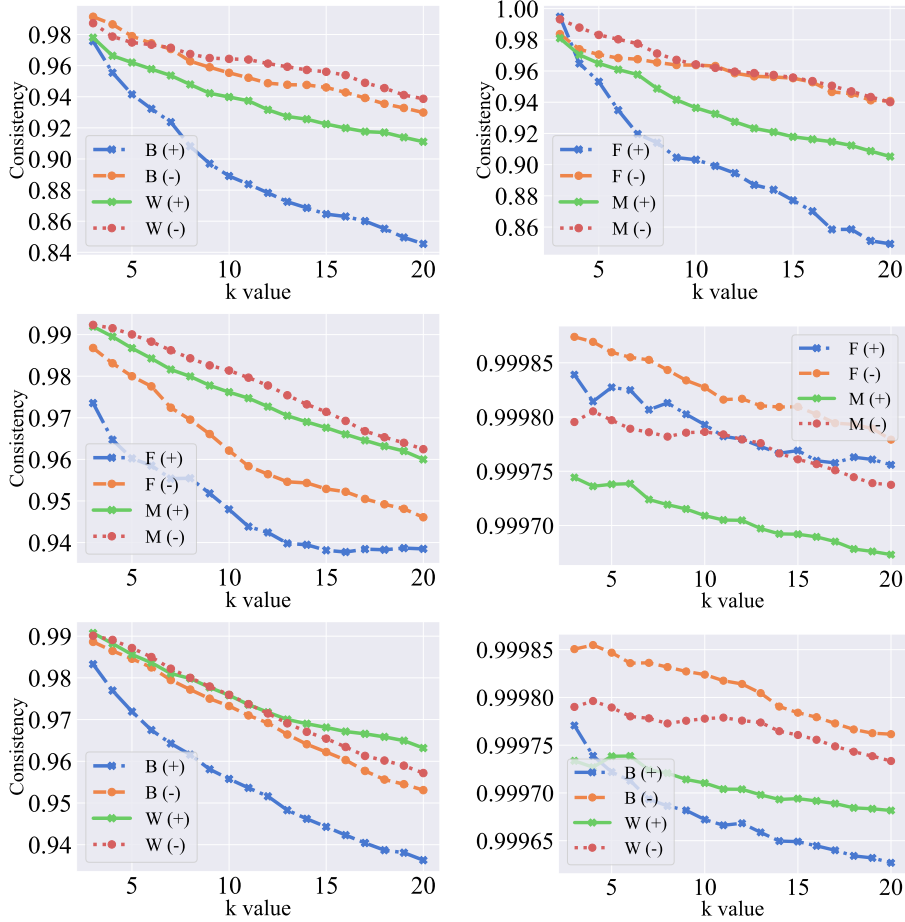 Consistency
0.98
0.96
0.94
0.92
0.90
0.88
0.86
0.84
B (+)
B (-)
W (+)
W (-)
5 10 15 20
k value
Consistency
1.00
0.98
0.96
0.94
0.92
0.90
0.88
0.86
F (+)
F (-)
M (+)
M (-)
5 10 15 20
k value
Consistency
0.99
0.98
0.97
0.96
0.95
0.94
F (+)
F (-)
M (+)
M (-)
5 10 15 20
k value
0.99985
0.99980
0.99975
0.99970
F (+)
F (-)
M (+)
M (-)
5 10 15 20
k value
Consistency
0.99
0.98
0.97
0.96
0.95
0.94
B (+)
B (-)
W (+)
W (-)
5 10 15 20
k value
0.99985
0.99980
0.99975
0.99970
0.99965
B (+)
B (-)
W (+)
W (-)
5 10 15 20
k value